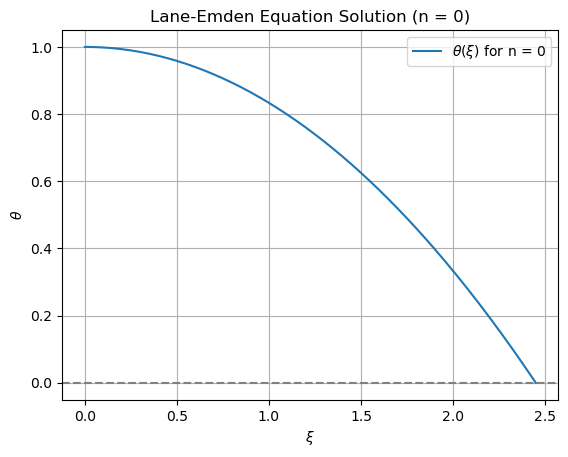 Lane-Emden Equation Solution (n = 0)
θ(ξ) for n = 0
1.0
0.8
0.6
0.4
0.2
0.0
θ
0.0 0.5 1.0 1.5 2.0 2.5
ξ